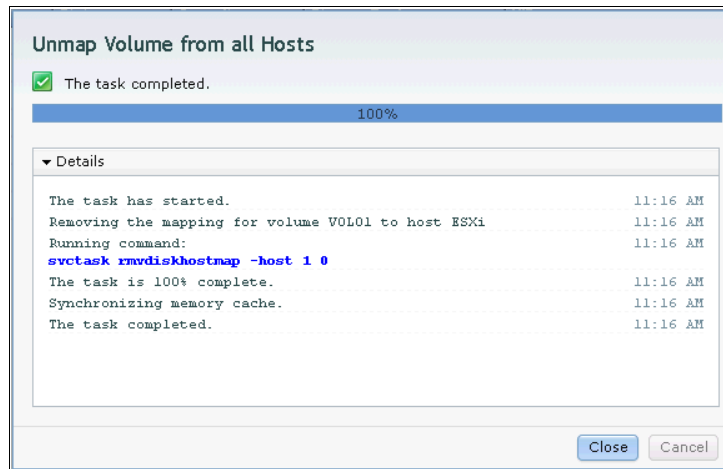 Unmap Volume from all Hosts
The task completed.
100%
Details
The task has started. 11:16 AM
Removing the mapping for volume VOL01 to host ESXi 11:16 AM
Running command: 11:16 AM
svctask rmvdiskhostmap -host 1 0
The task is 100% complete. 11:16 AM
Synchronizing memory cache. 11:16 AM
The task completed. 11:16 AM
Close Cancel